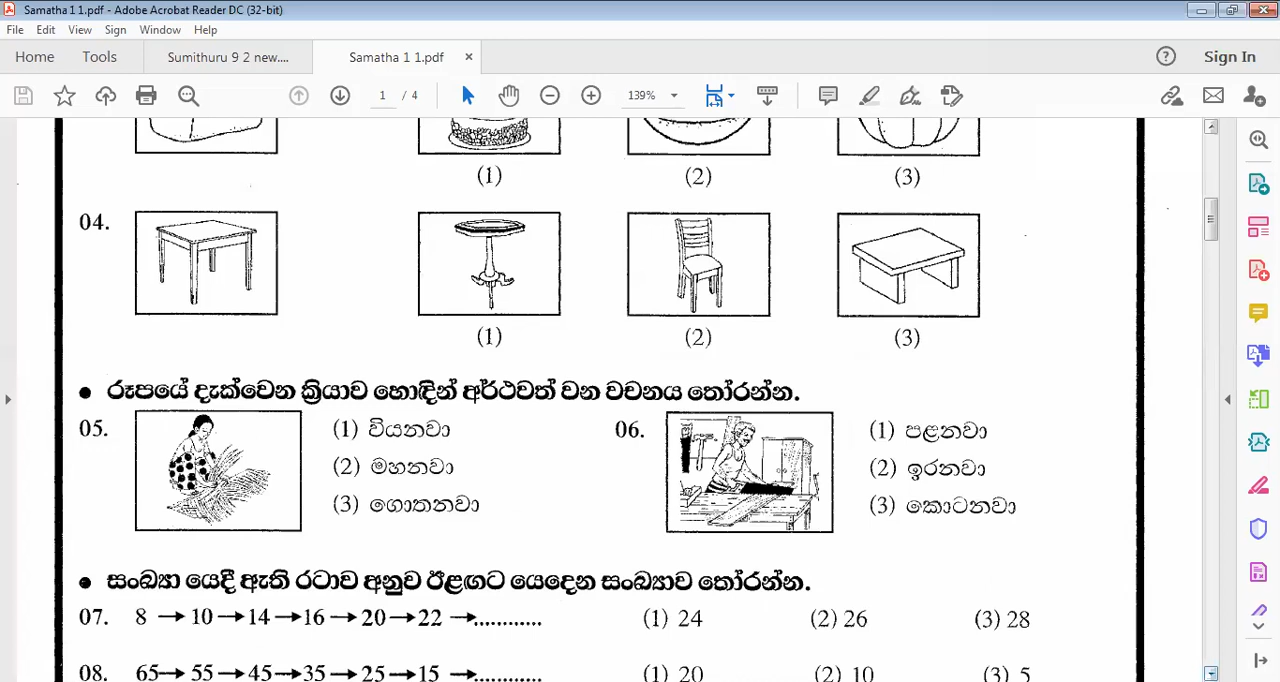 Samatha 1 1.pdf - Adobe Acrobat Reader DC (32-bit)
File Edit View Sign Window Help
Home Tools Sumithuru 9 2 new.... Samatha 1 1.pdf × Sign In
1 / 4 139%
(1) (2) (3)
04.
(1) (2) (3)
• රූපයේ දැක්වෙන ක්‍රියාව හොඳින් අර්ථවත් වන වචනය තෝරන්න.
05. (1) වියනවා 06. (1) පළනවා
(2) මහනවා (2) ඉරනවා
(3) ගොතනවා (3) කොටනවා
• සංඛ්‍යා යෙදී ඇති රටාව අනුව ඊළඟට යෙදෙන සංඛ්‍යාව තෝරන්න.
07. 8 → 10 → 14 → 16 → 20 → 22 → ............ (1) 24 (2) 26 (3) 28
08. 65 → 55 → 45 → 35 → 25 → 15 → ............ (1) 20 (2) 10 (3) 5